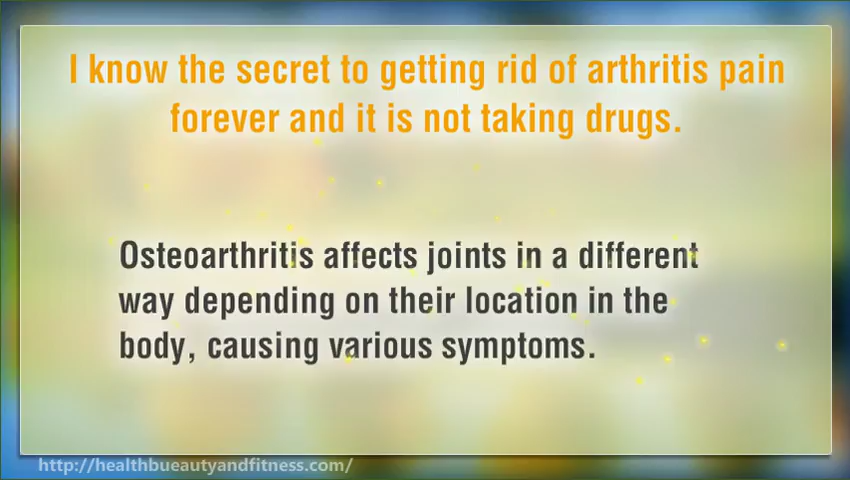 I know the secret to getting rid of arthritis pain
forever and it is not taking drugs.
Osteoarthritis affects joints in a different
way depending on their location in the
body, causing various symptoms.
http://healthbueautyandfitness.com/